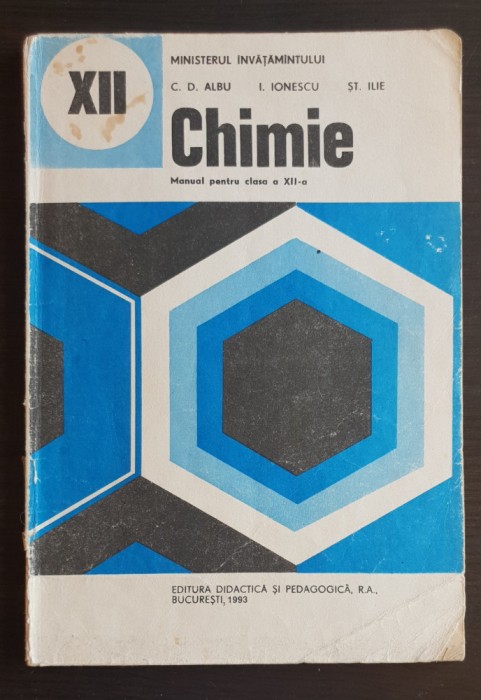 XII
MINISTERUL ÎNVĂȚĂMÎNTULUI
C. D. ALBU I. IONESCU ȘT. ILIE
Chimie
Manual pentru clasa a XII-a
EDITURA DIDACTICĂ ȘI PEDAGOGICĂ, R.A.,
BUCUREȘTI, 1993